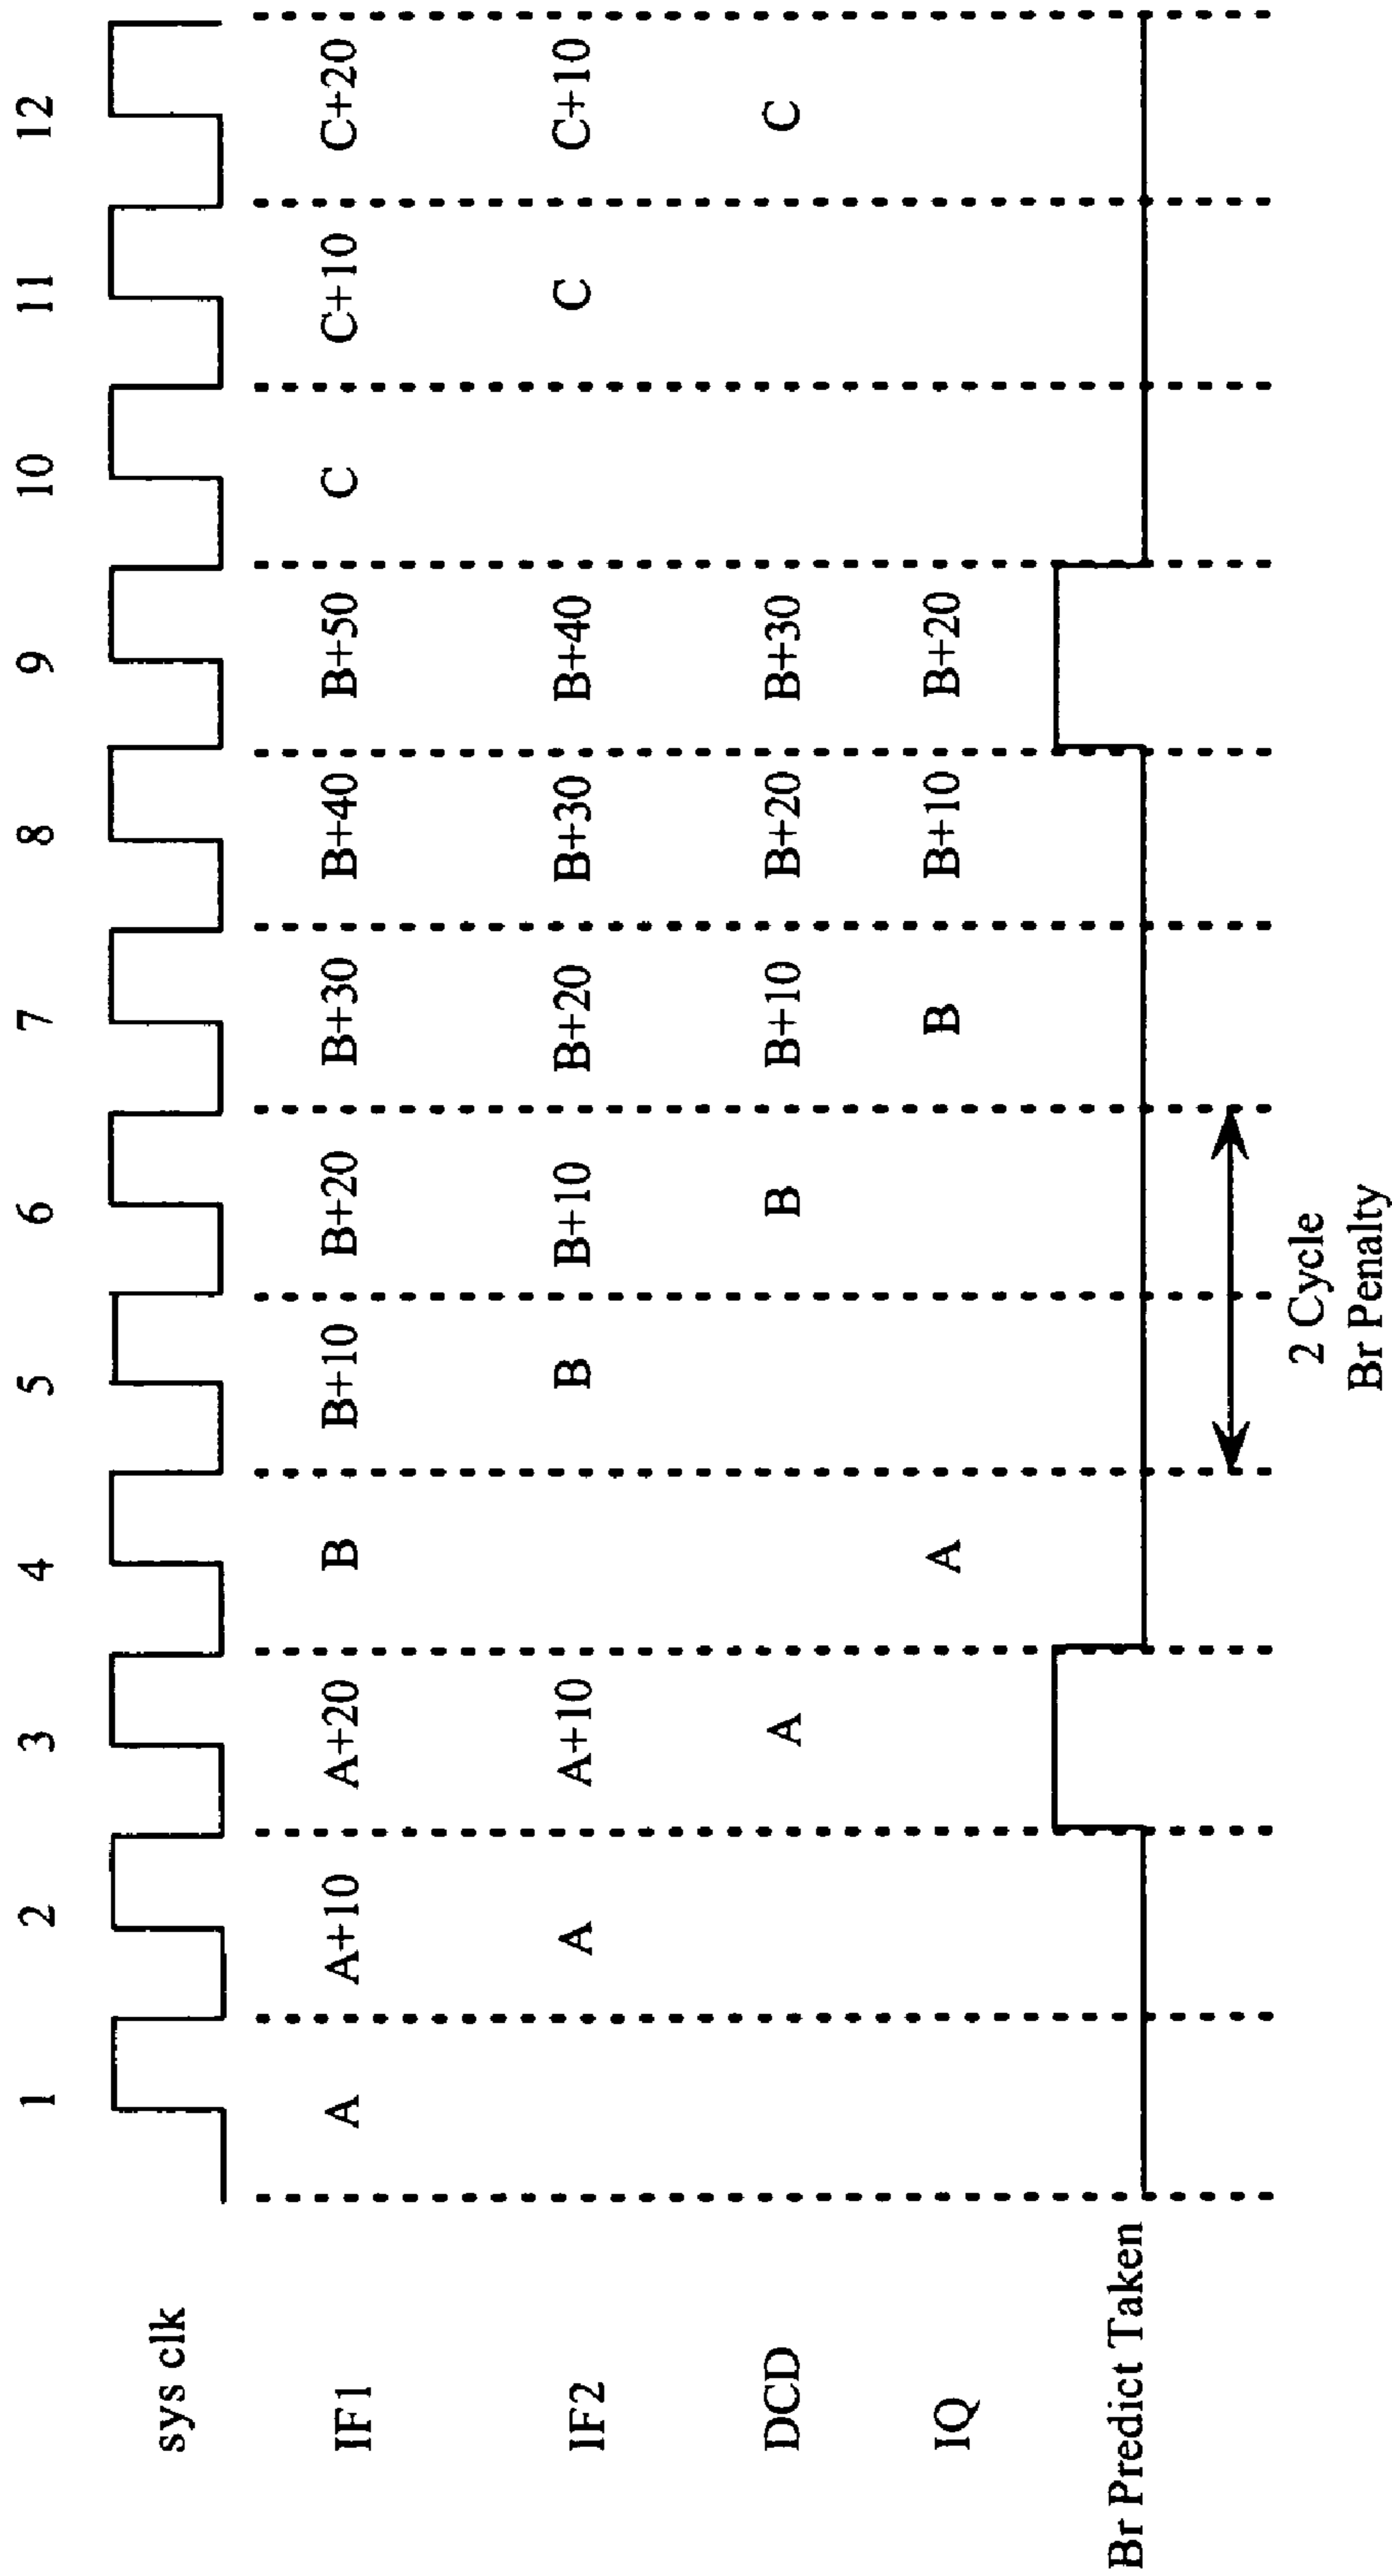 1 2 3 4 5 6 7 8 9 10 11 12
sys clk
IF1 A A+10 A+20 B B+10 B+20 B+30 B+40 B+50 C C+10 C+20
IF2 A A+10 B B+10 B+20 B+30 B+40 C C+10
DCD A B B+10 B+20 B+30 C
IQ A B B+10 B+20
Br Predict Taken
2 Cycle
Br Penalty